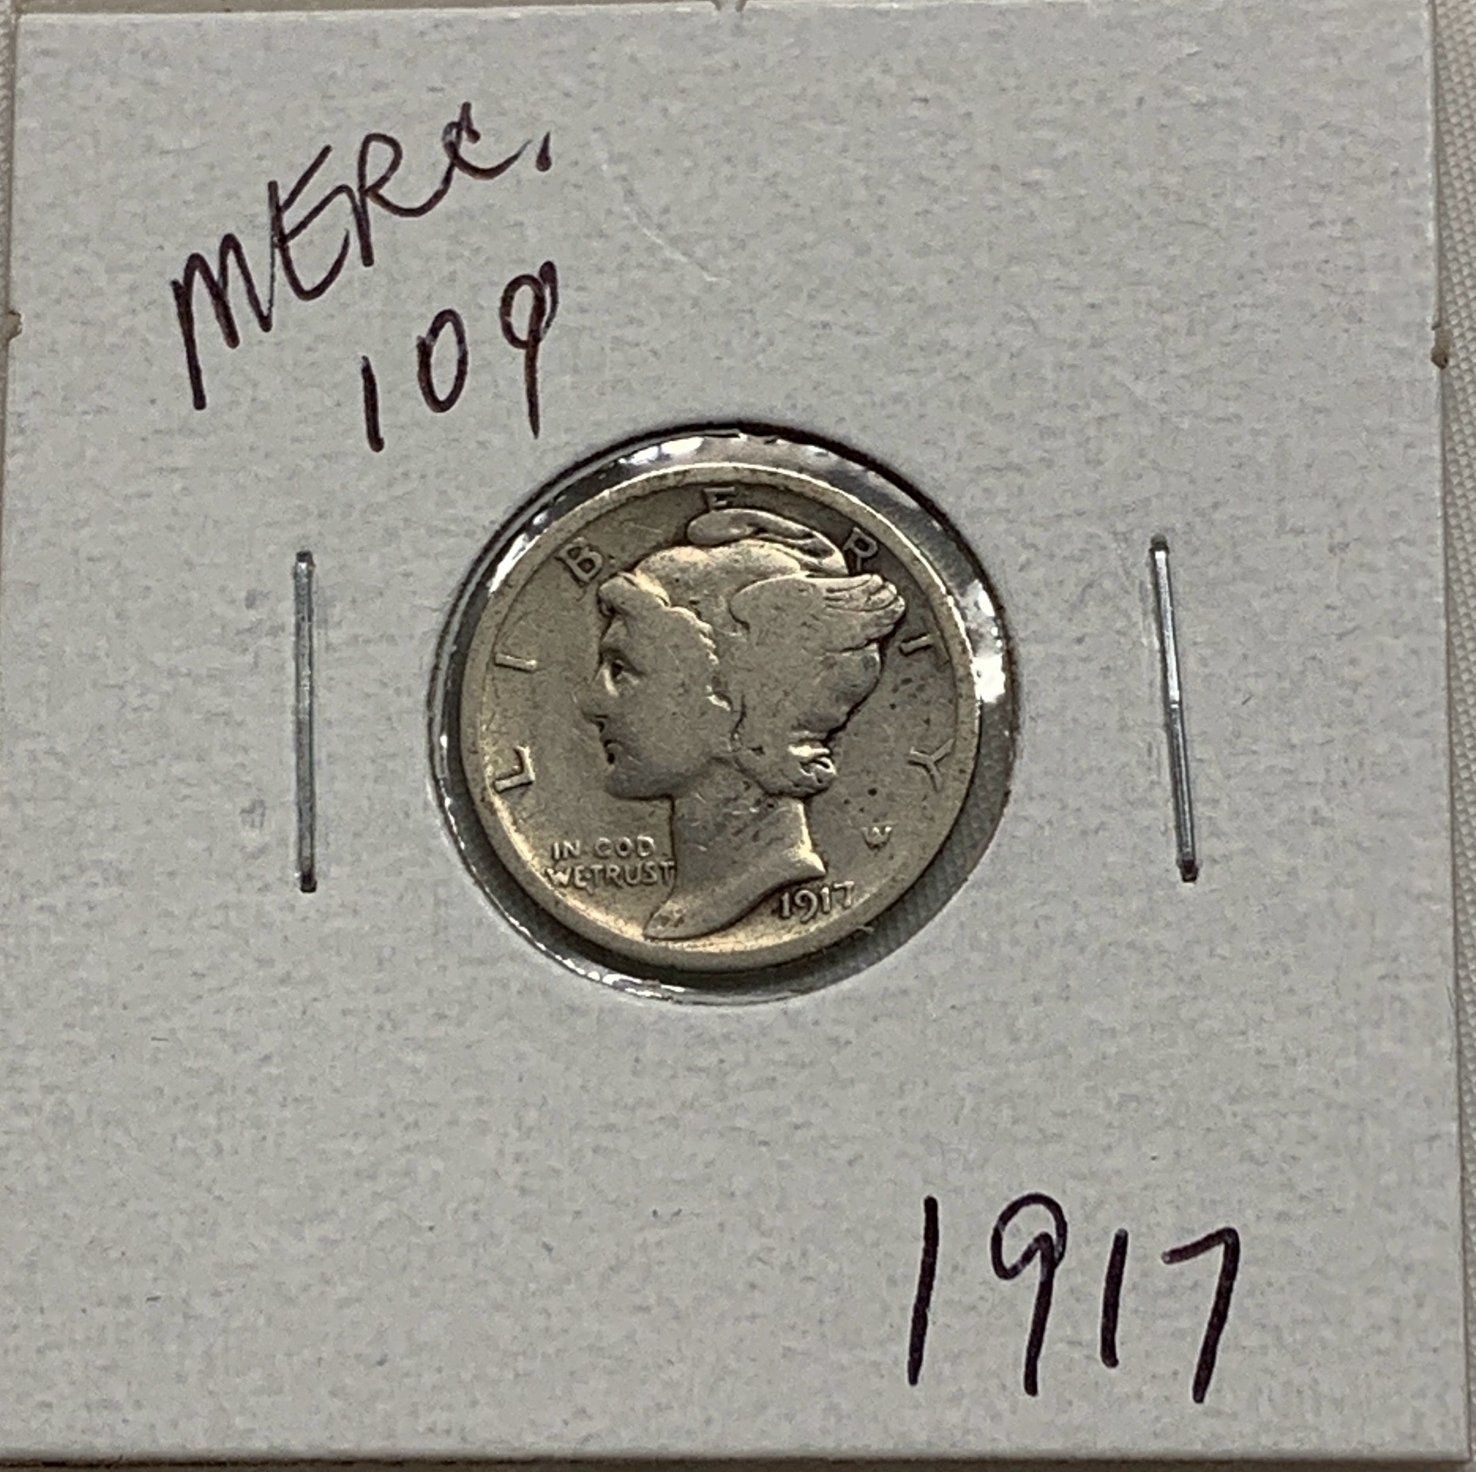 MERC.
10¢
LIBERTY
IN GOD
WE TRUST
W
1917
1917